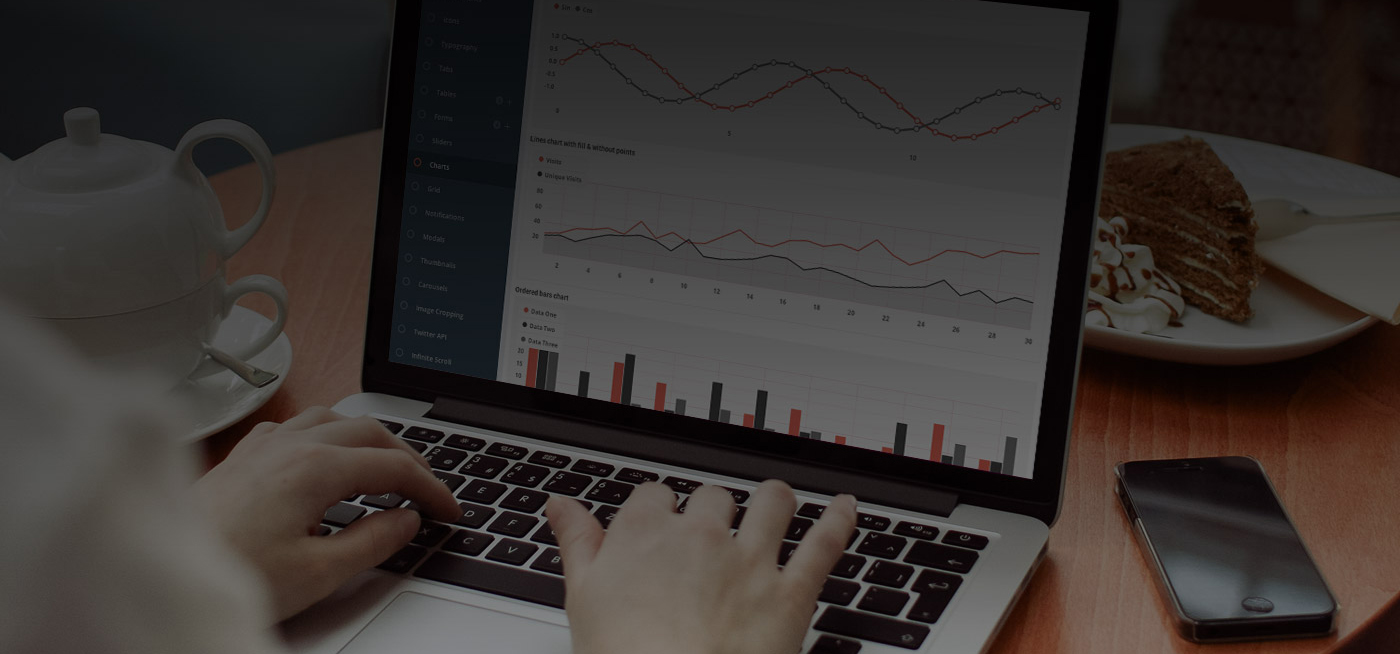 Icons
Typography
Tabs
Tables
Forms
Sliders
Charts
Grid
Notifications
Modals
Thumbnails
Carousels
Image Cropping
Twitter API
Infinite Scroll
Sin Cos
1.0
0.5
0.0
-0.5
-1.0
0 5 10
Lines chart with fill & without points
Visits
Unique Visits
80
60
40
20
2 4 6 8 10 12 14 16 18 20 22 24 26 28 30
Ordered bars chart
Data One
Data Two
Data Three
20
15
10
W E R
D F
C V B